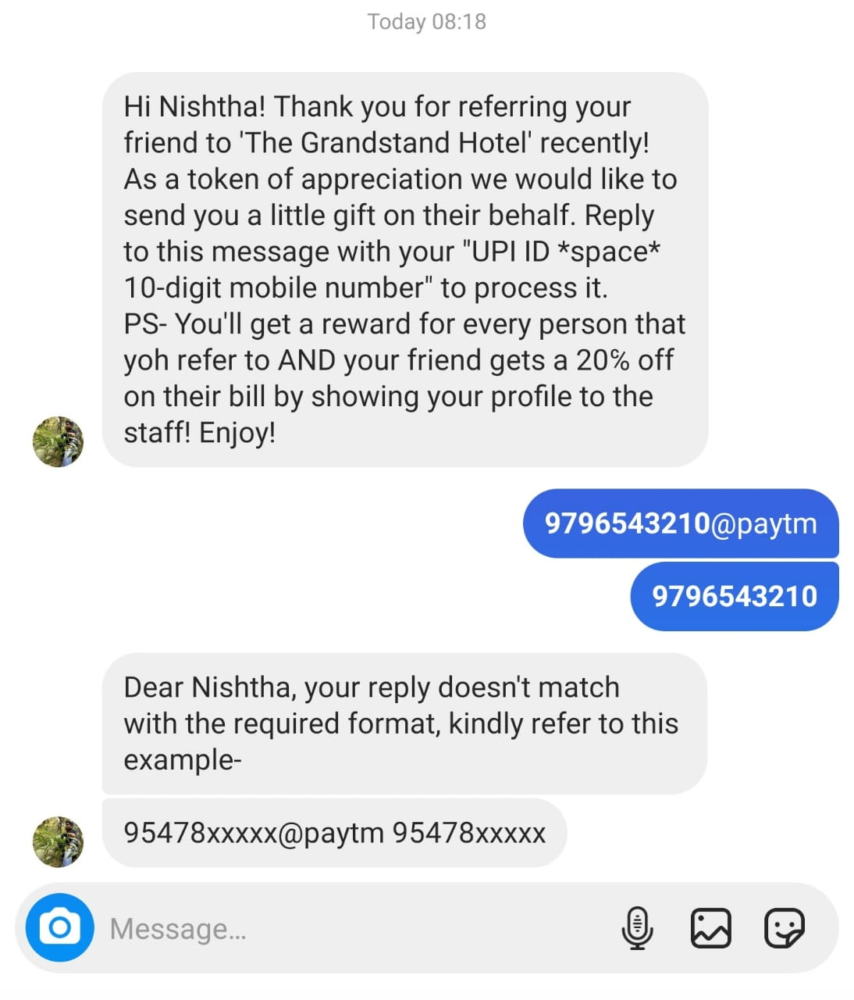 Today 08:18
Hi Nishtha! Thank you for referring your
friend to 'The Grandstand Hotel' recently!
As a token of appreciation we would like to
send you a little gift on their behalf. Reply
to this message with your "UPI ID *space*
10-digit mobile number" to process it.
PS- You'll get a reward for every person that
yoh refer to AND your friend gets a 20% off
on their bill by showing your profile to the
staff! Enjoy!
9796543210@paytm
9796543210
Dear Nishtha, your reply doesn't match
with the required format, kindly refer to this
example-
95478xxxxx@paytm 95478xxxxx
Message...